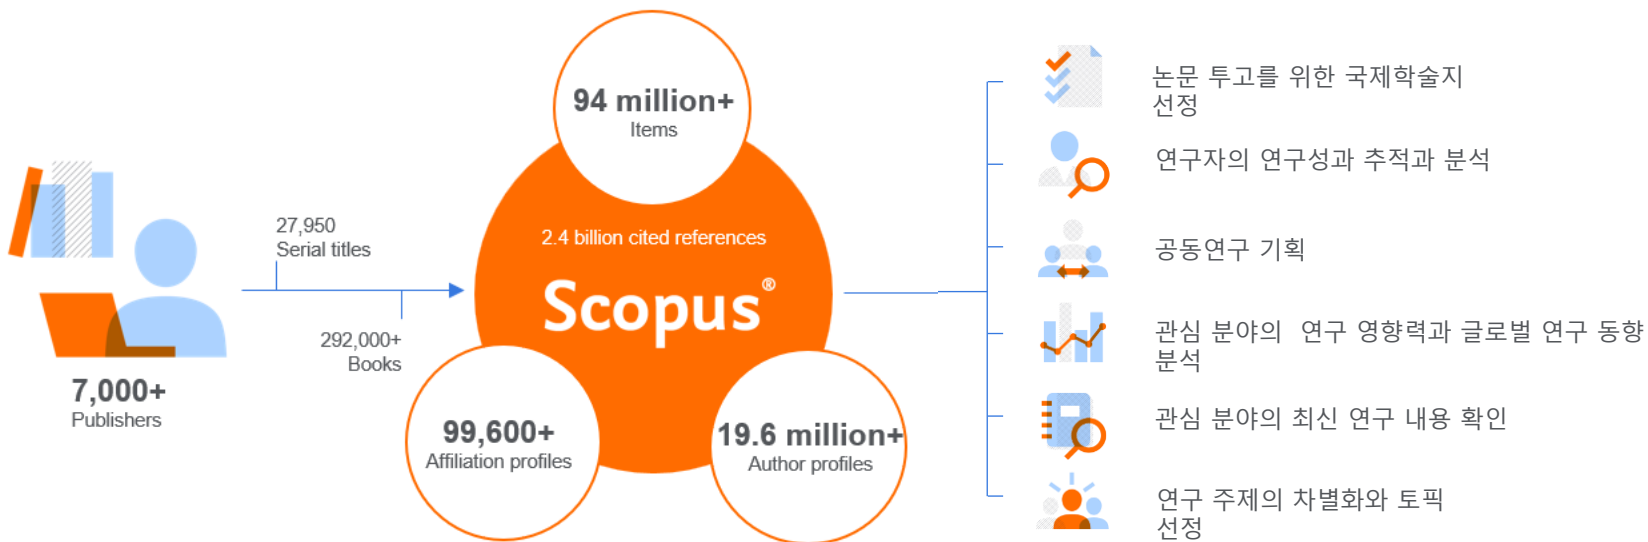 7,000+
Publishers
27,950
Serial titles
292,000+
Books
94 million+
Items
2.4 billion cited references
Scopus®
99,600+
Affiliation profiles
19.6 million+
Author profiles
논문 투고를 위한 국제학술지
선정
연구자의 연구성과 추적과 분석
공동연구 기획
관심 분야의 연구 영향력과 글로벌 연구 동향
분석
관심 분야의 최신 연구 내용 확인
연구 주제의 차별화와 토픽
선정